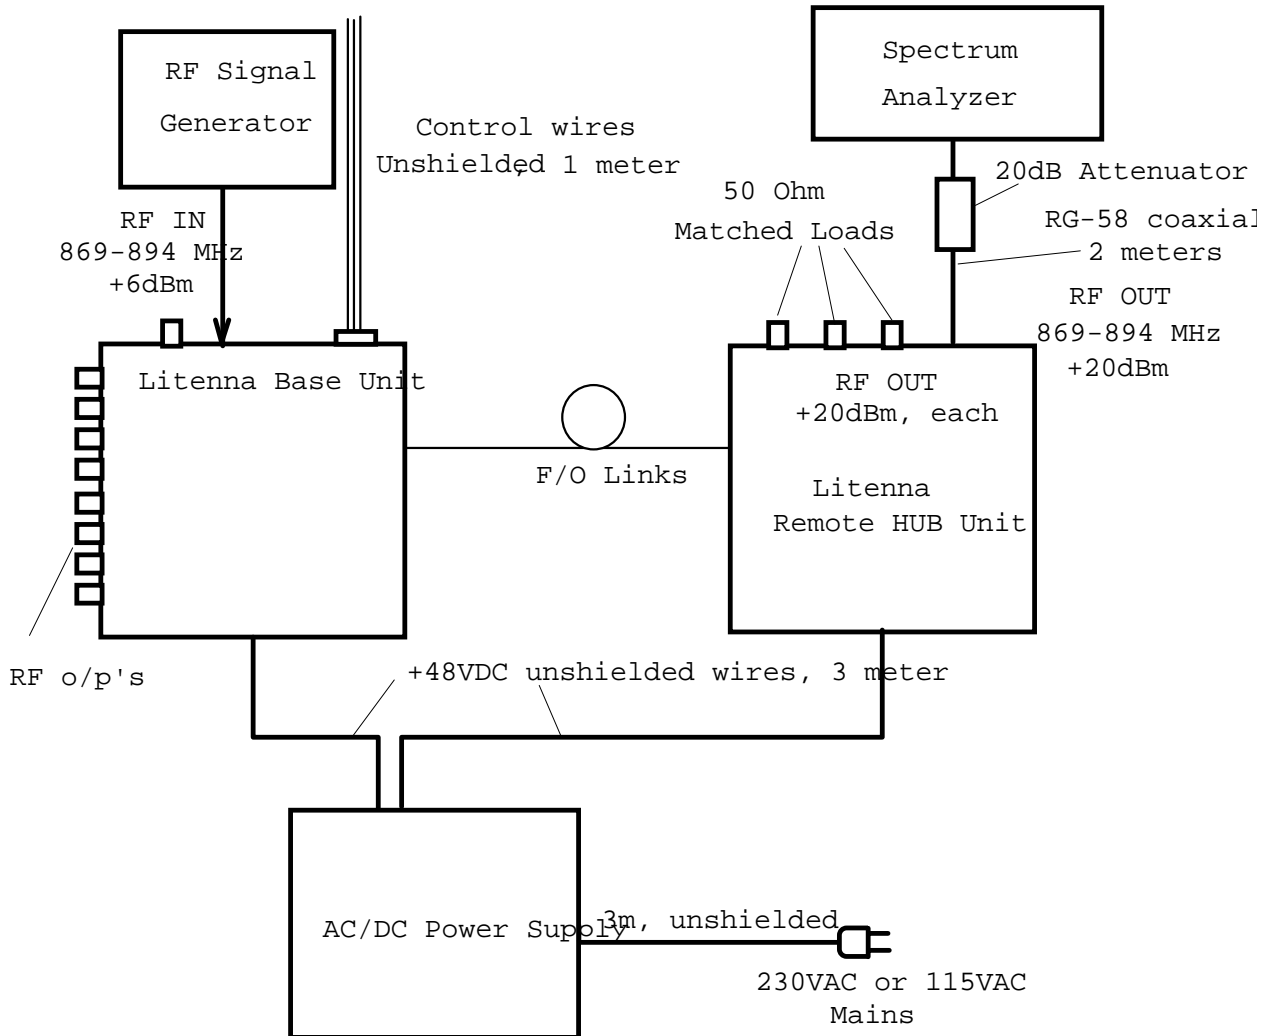 RF Signal
Generator
Spectrum
Analyzer
Control wires
Unshielded, 1 meter
20dB Attenuator
50 Ohm
Matched Loads
RG-58 coaxial
2 meters
RF IN
869-894 MHz
+6dBm
RF OUT
869-894 MHz
+20dBm
Litenna Base Unit
RF OUT
+20dBm, each
F/O Links
Litenna
Remote HUB Unit
RF o/p's
+48VDC unshielded wires, 3 meter
AC/DC Power Supply
3m, unshielded
230VAC or 115VAC
Mains